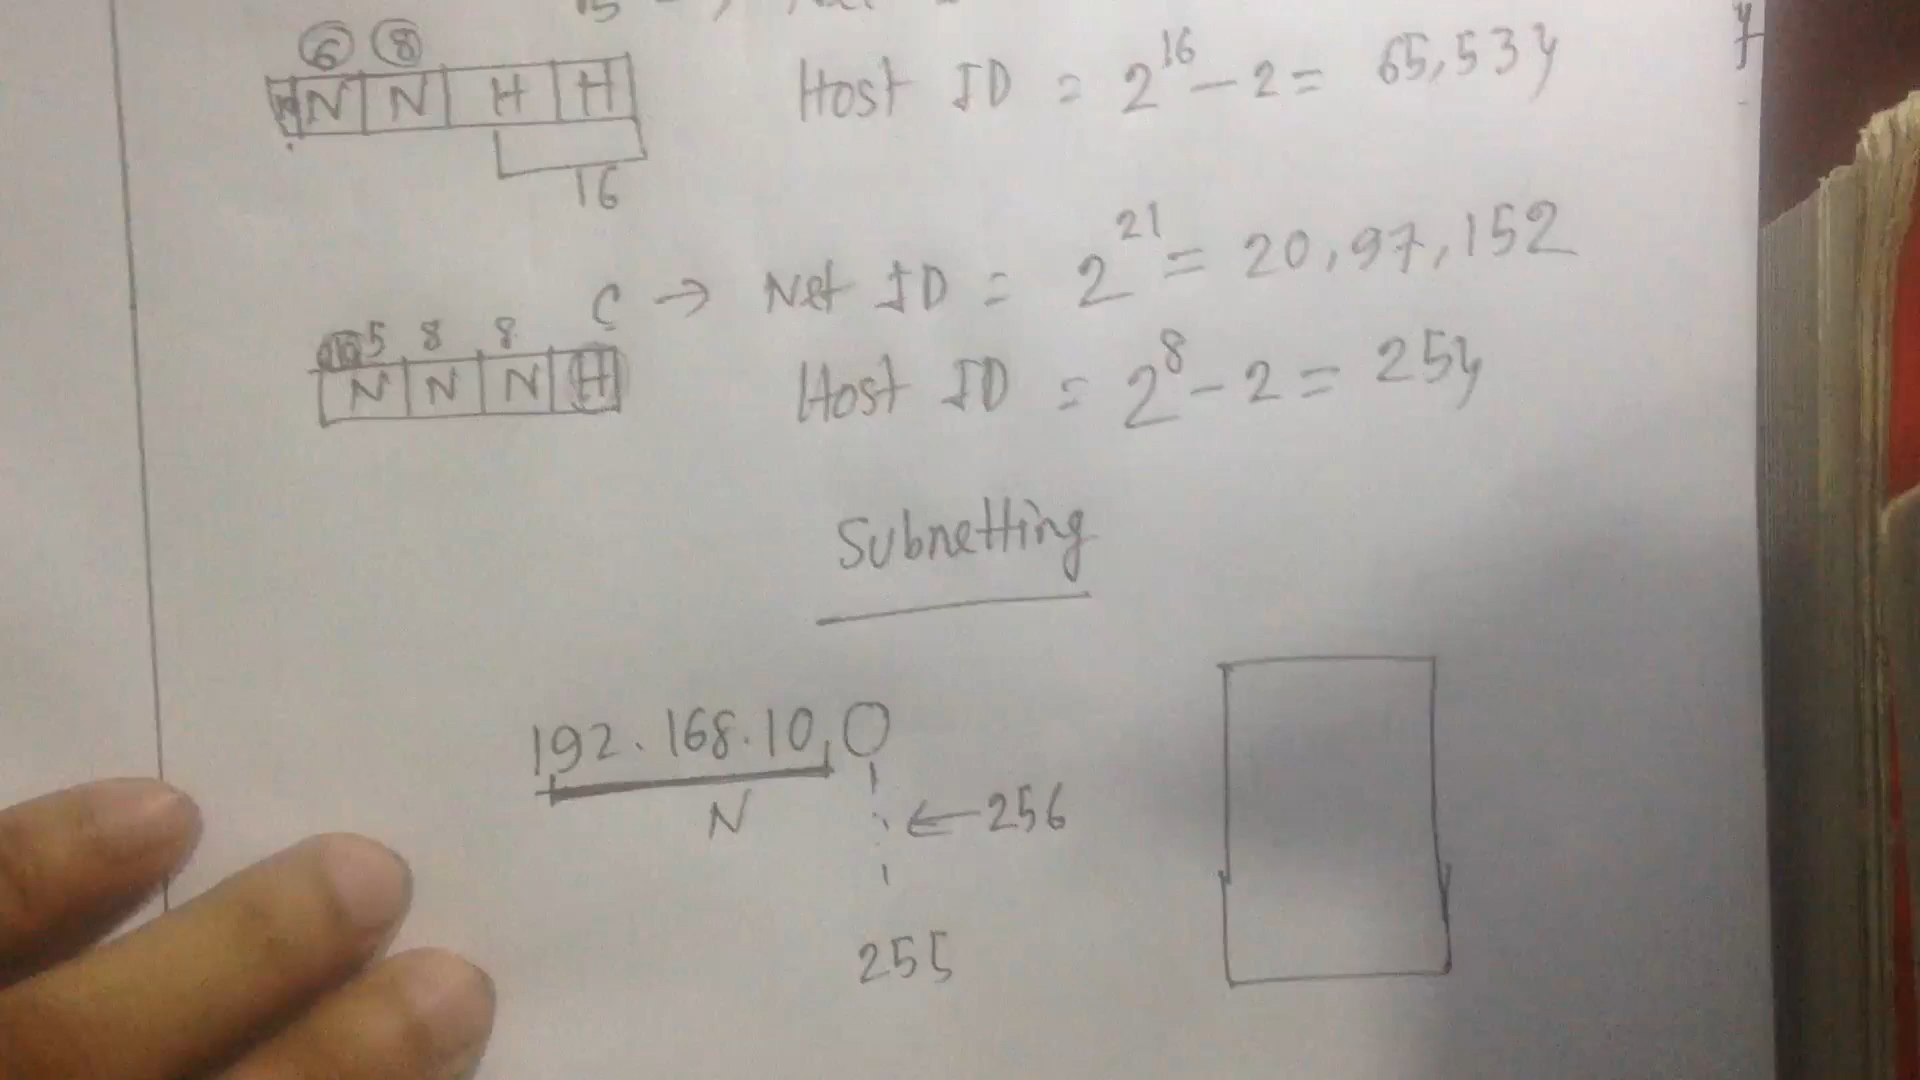 6 8
N N H H
Host ID = 2^16 - 2 = 65,534
16
C → Net ID = 2^21 = 20,97,152
5 8 8
N N N H
Host ID = 2^8 - 2 = 254
Subnetting
192.168.10.0
N
←256
255